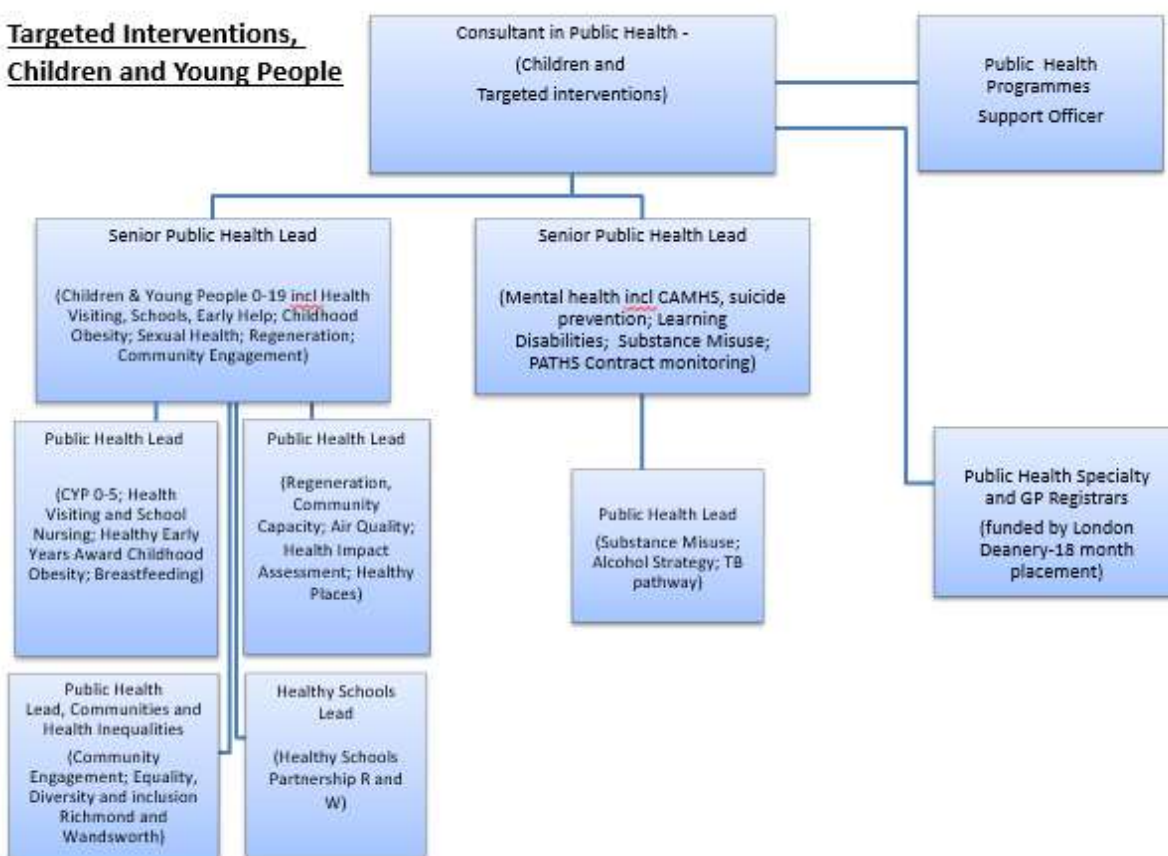 Targeted Interventions,
Children and Young People
Consultant in Public Health -
(Children and
Targeted interventions)
Public Health
Programmes
Support Officer
Senior Public Health Lead
(Children & Young People 0-19 incl Health
Visiting, Schools, Early Help; Childhood
Obesity; Sexual Health; Regeneration;
Community Engagement)
Senior Public Health Lead
(Mental health incl CAMHS, suicide
prevention; Learning
Disabilities; Substance Misuse;
PATHS Contract monitoring)
Public Health Lead
(CYP 0-5; Health
Visiting and School
Nursing; Healthy Early
Years Award Childhood
Obesity; Breastfeeding)
Public Health Lead
(Regeneration,
Community
Capacity; Air Quality;
Health Impact
Assessment; Healthy
Places)
Public Health Lead
(Substance Misuse;
Alcohol Strategy; TB
pathway)
Public Health Specialty
and GP Registrars
(funded by London
Deanery-18 month
placement)
Public Health
Lead, Communities and
Health Inequalities
(Community
Engagement; Equality,
Diversity and inclusion
Richmond and
Wandsworth)
Healthy Schools
Lead
(Healthy Schools
Partnership R and
W)